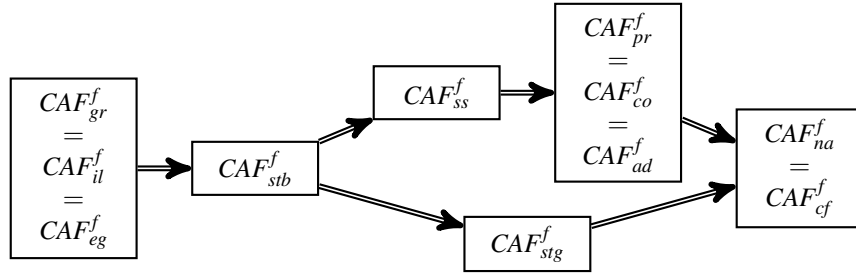 CAF^f_gr
=
CAF^f_il
=
CAF^f_eg
CAF^f_stb
CAF^f_ss
CAF^f_stg
CAF^f_pr
=
CAF^f_co
=
CAF^f_ad
CAF^f_na
=
CAF^f_cf